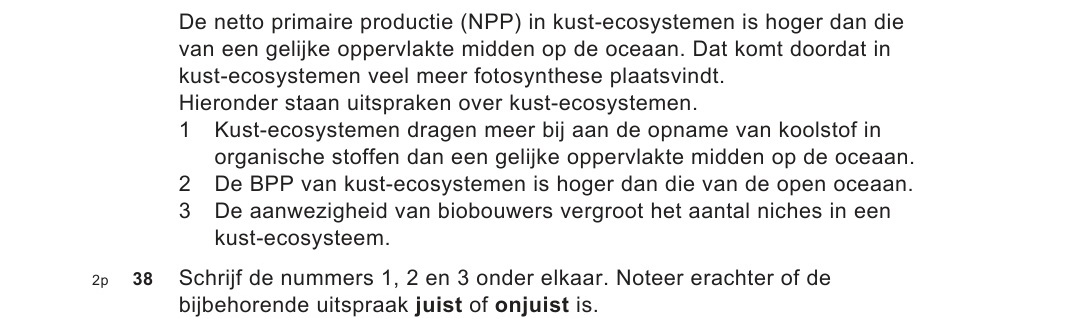 De netto primaire productie (NPP) in kust-ecosystemen is hoger dan die
van een gelijke oppervlakte midden op de oceaan. Dat komt doordat in
kust-ecosystemen veel meer fotosynthese plaatsvindt.
Hieronder staan uitspraken over kust-ecosystemen.
1 Kust-ecosystemen dragen meer bij aan de opname van koolstof in
organische stoffen dan een gelijke oppervlakte midden op de oceaan.
2 De BPP van kust-ecosystemen is hoger dan die van de open oceaan.
3 De aanwezigheid van biobouwers vergroot het aantal niches in een
kust-ecosysteem.
2p 38 Schrijf de nummers 1, 2 en 3 onder elkaar. Noteer erachter of de
bijbehorende uitspraak juist of onjuist is.